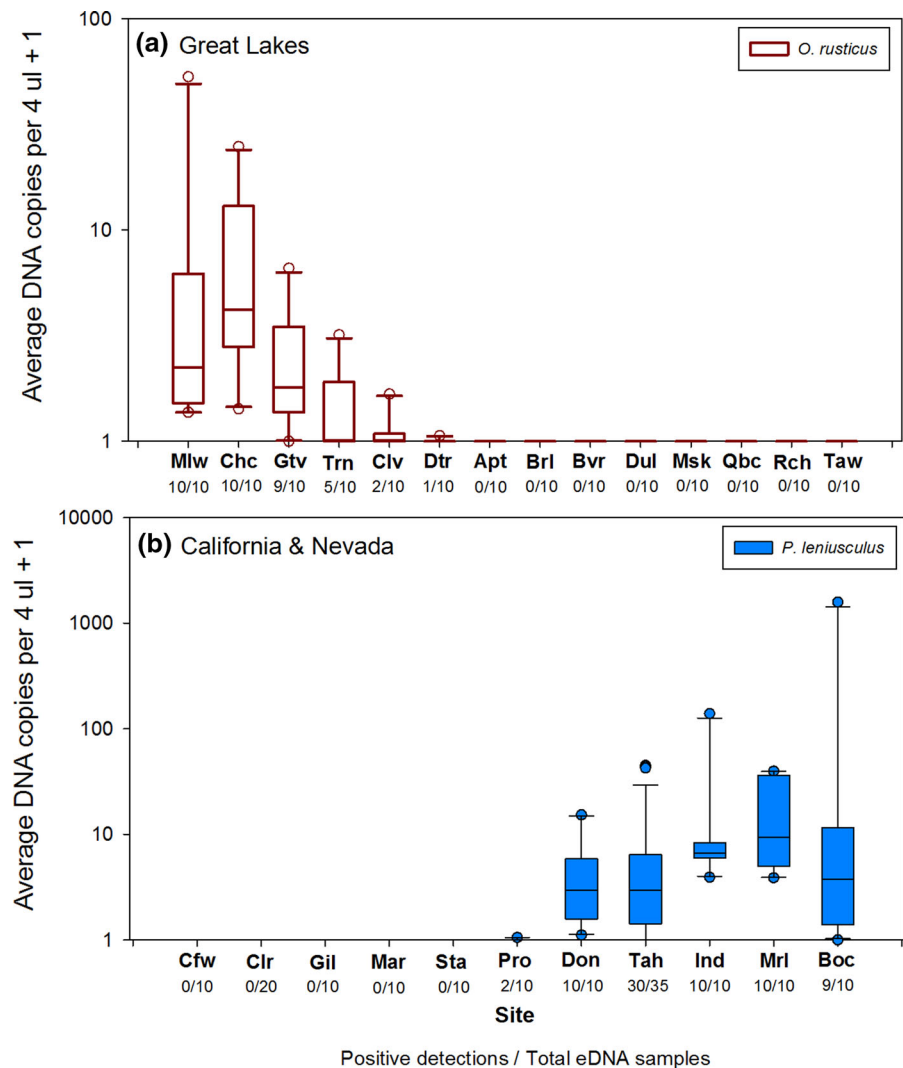 100
(a) Great Lakes
O. rusticus
Average DNA copies per 4 ul + 1
10
1
Mlw Chc Gtv Trn Clv Dtr Apt Brl Bvr Dul Msk Qbc Rch Taw
10/10 10/10 9/10 5/10 2/10 1/10 0/10 0/10 0/10 0/10 0/10 0/10 0/10 0/10
10000
(b) California & Nevada
P. leniusculus
Average DNA copies per 4 ul + 1
1000
100
10
1
Cfw Clr Gil Mar Sta Pro Don Tah Ind Mrl Boc
0/10 0/20 0/10 0/10 0/10 2/10 10/10 30/35 10/10 10/10 9/10
Site
Positive detections / Total eDNA samples